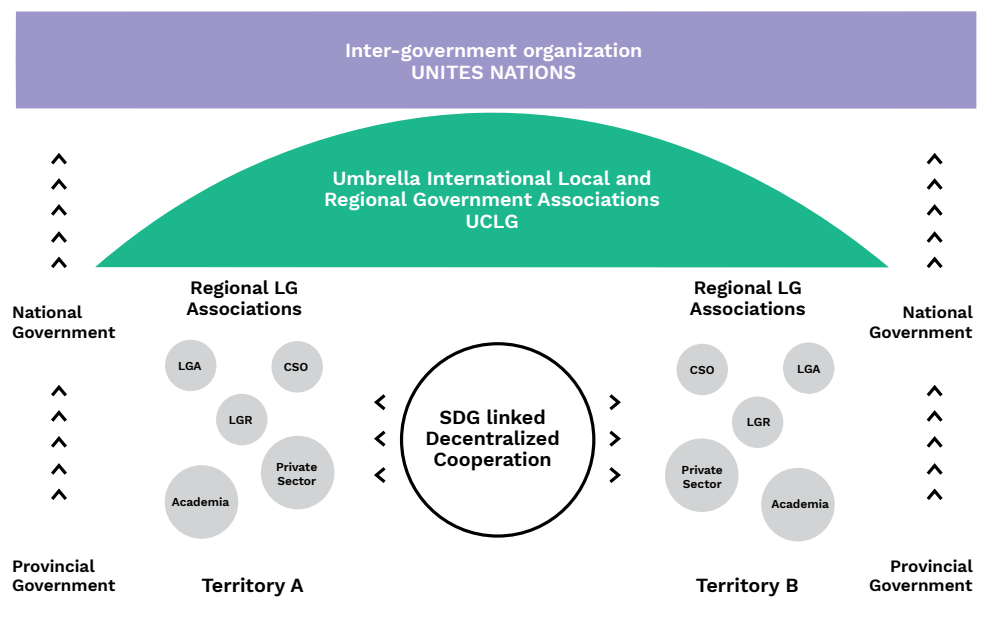 Inter-government organization
UNITES NATIONS
Umbrella International Local and
Regional Government Associations
UCLG
Regional LG
Associations
Regional LG
Associations
National
Government
National
Government
LGA
CSO
LGR
Private
Sector
Academia
SDG linked
Decentralized
Cooperation
CSO
LGA
LGR
Private
Sector
Academia
Provincial
Government
Territory A
Territory B
Provincial
Government